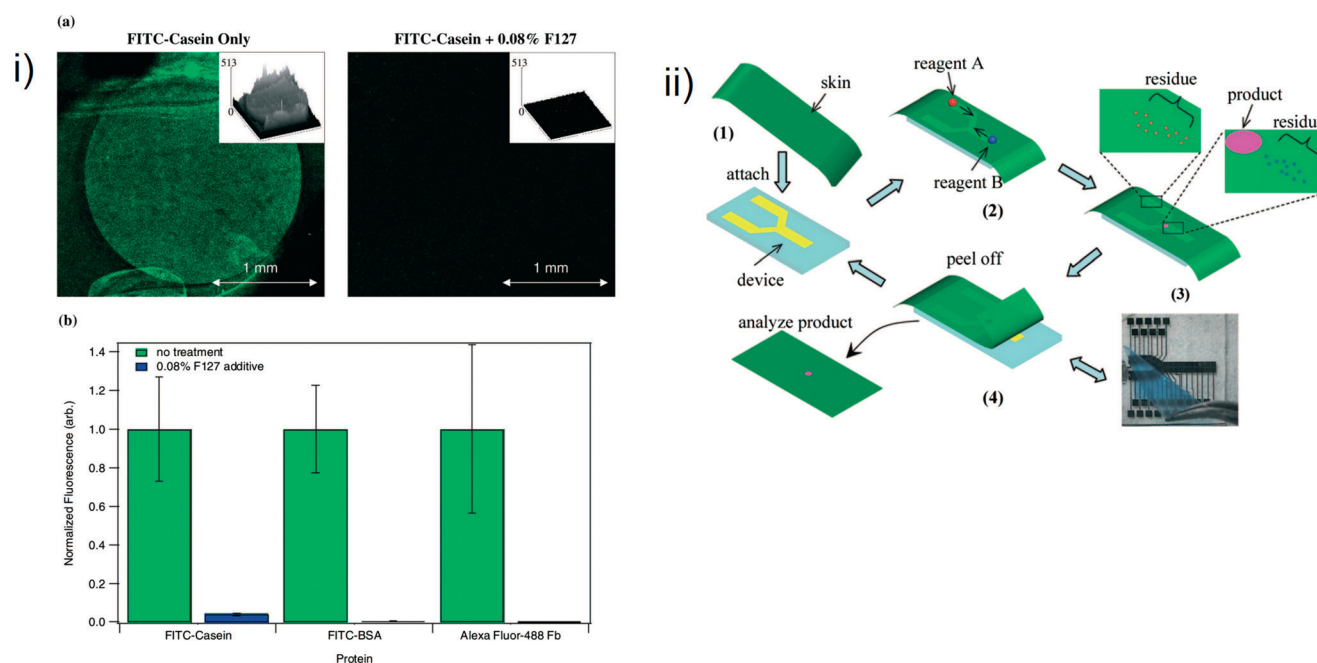 i)
(a)
FITC-Casein Only
513
0
1 mm
FITC-Casein + 0.08% F127
513
0
1 mm
(b)
no treatment
0.08% F127 additive
Normalized Fluorescence (arb.)
1.4
1.2
1.0
0.8
0.6
0.4
0.2
0.0
FITC-Casein
FITC-BSA
Alexa Fluor-488 Fb
Protein
ii)
skin
(1)
attach
device
reagent A
reagent B
(2)
residue
product
residu
(3)
peel off
(4)
analyze product